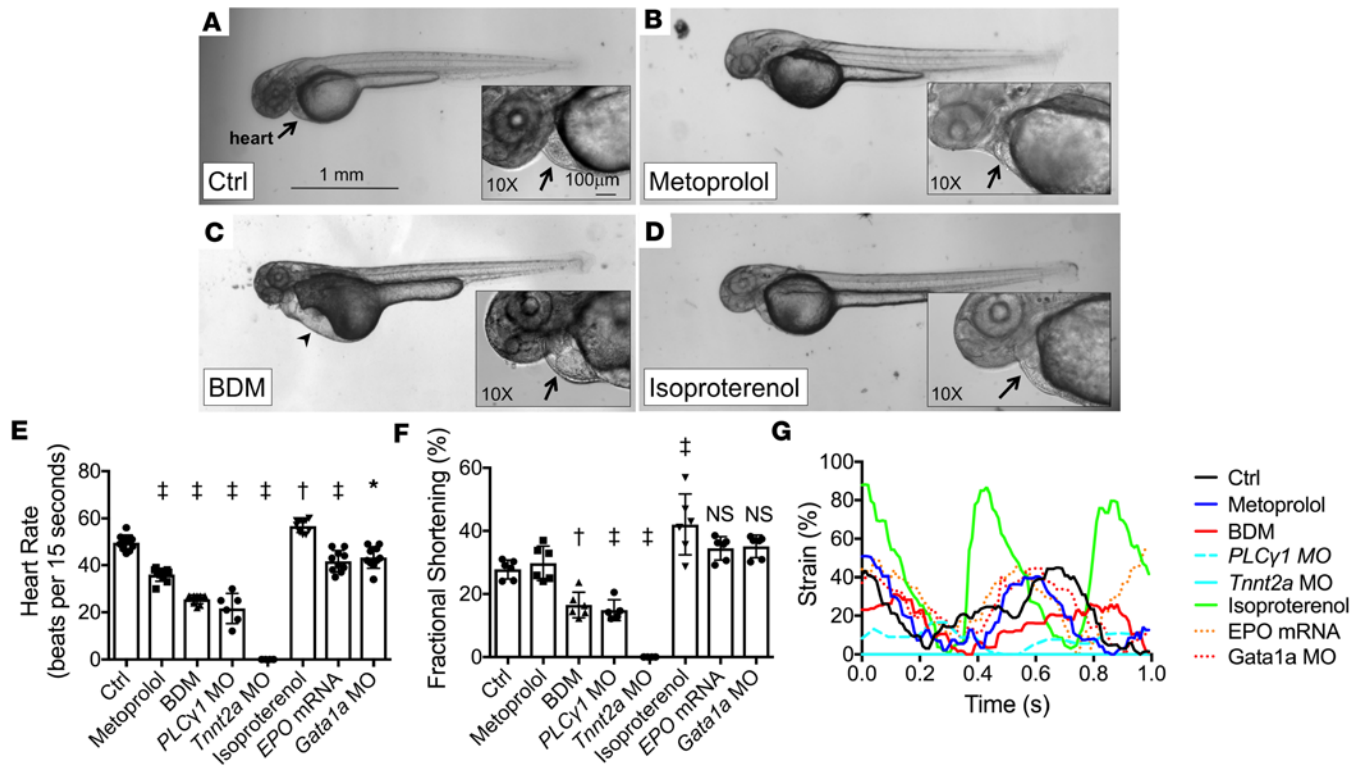 A
heart
1 mm
Ctrl
10X
100μm
B
Metoprolol
10X
C
BDM
10X
D
Isoproterenol
10X
E
Heart Rate
(beats per 15 seconds)
80
60
40
20
0
‡ ‡ ‡ ‡ † ‡ *
Ctrl
Metoprolol
BDM
PLCγ1 MO
Tnnt2a MO
Isoproterenol
EPO mRNA
Gata1a MO
F
Fractional Shortening (%)
60
40
20
0
† ‡ ‡ ‡ NS NS
Ctrl
Metoprolol
BDM
PLCγ1 MO
Tnnt2a MO
Isoproterenol
EPO mRNA
Gata1a MO
G
Strain (%)
100
80
60
40
20
0
0.0 0.2 0.4 0.6 0.8 1.0
Time (s)
Ctrl
Metoprolol
BDM
PLCγ1 MO
Tnnt2a MO
Isoproterenol
EPO mRNA
Gata1a MO